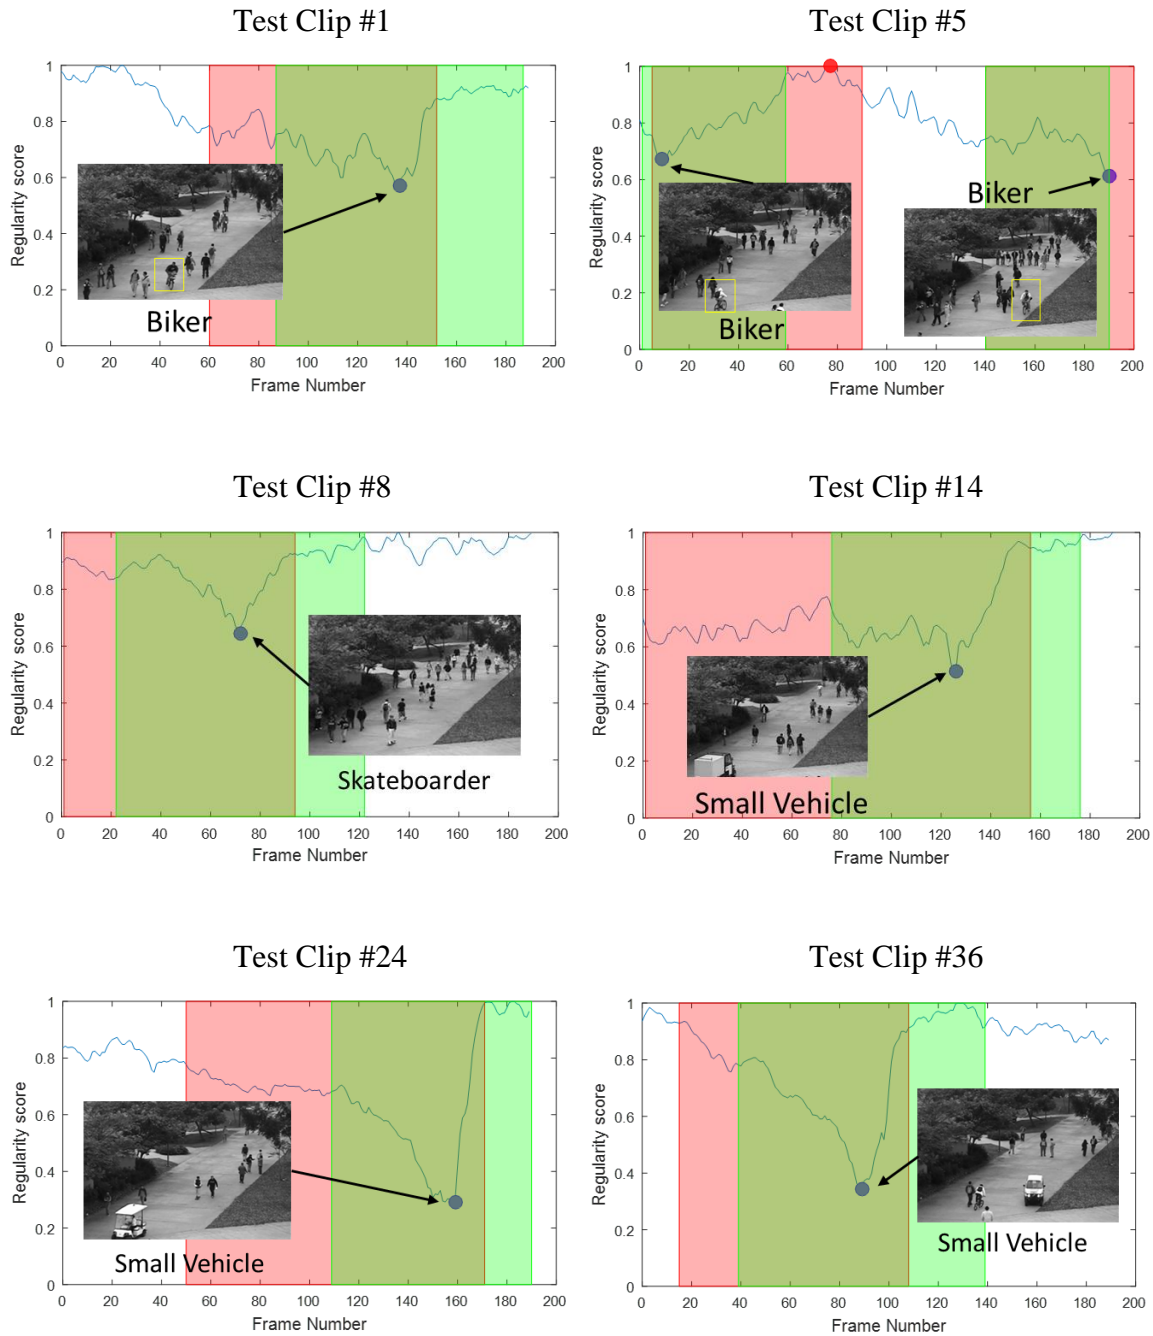 Test Clip #1
Test Clip #5
1
0.8
0.6
0.4
0.2
0
Regularity score
Biker
0 20 40 60 80 100 120 140 160 180 200
Frame Number
1
0.8
0.6
0.4
0.2
0
Regularity score
Biker
Biker
0 20 40 60 80 100 120 140 160 180 200
Frame Number
Test Clip #8
Test Clip #14
1
0.8
0.6
0.4
0.2
0
Regularity score
Skateboarder
0 20 40 60 80 100 120 140 160 180 200
Frame Number
1
0.8
0.6
0.4
0.2
0
Regularity score
Small Vehicle
0 20 40 60 80 100 120 140 160 180 200
Frame Number
Test Clip #24
Test Clip #36
1
0.8
0.6
0.4
0.2
0
Regularity score
Small Vehicle
0 20 40 60 80 100 120 140 160 180 200
Frame Number
1
0.8
0.6
0.4
0.2
0
Regularity score
Small Vehicle
0 20 40 60 80 100 120 140 160 180 200
Frame Number